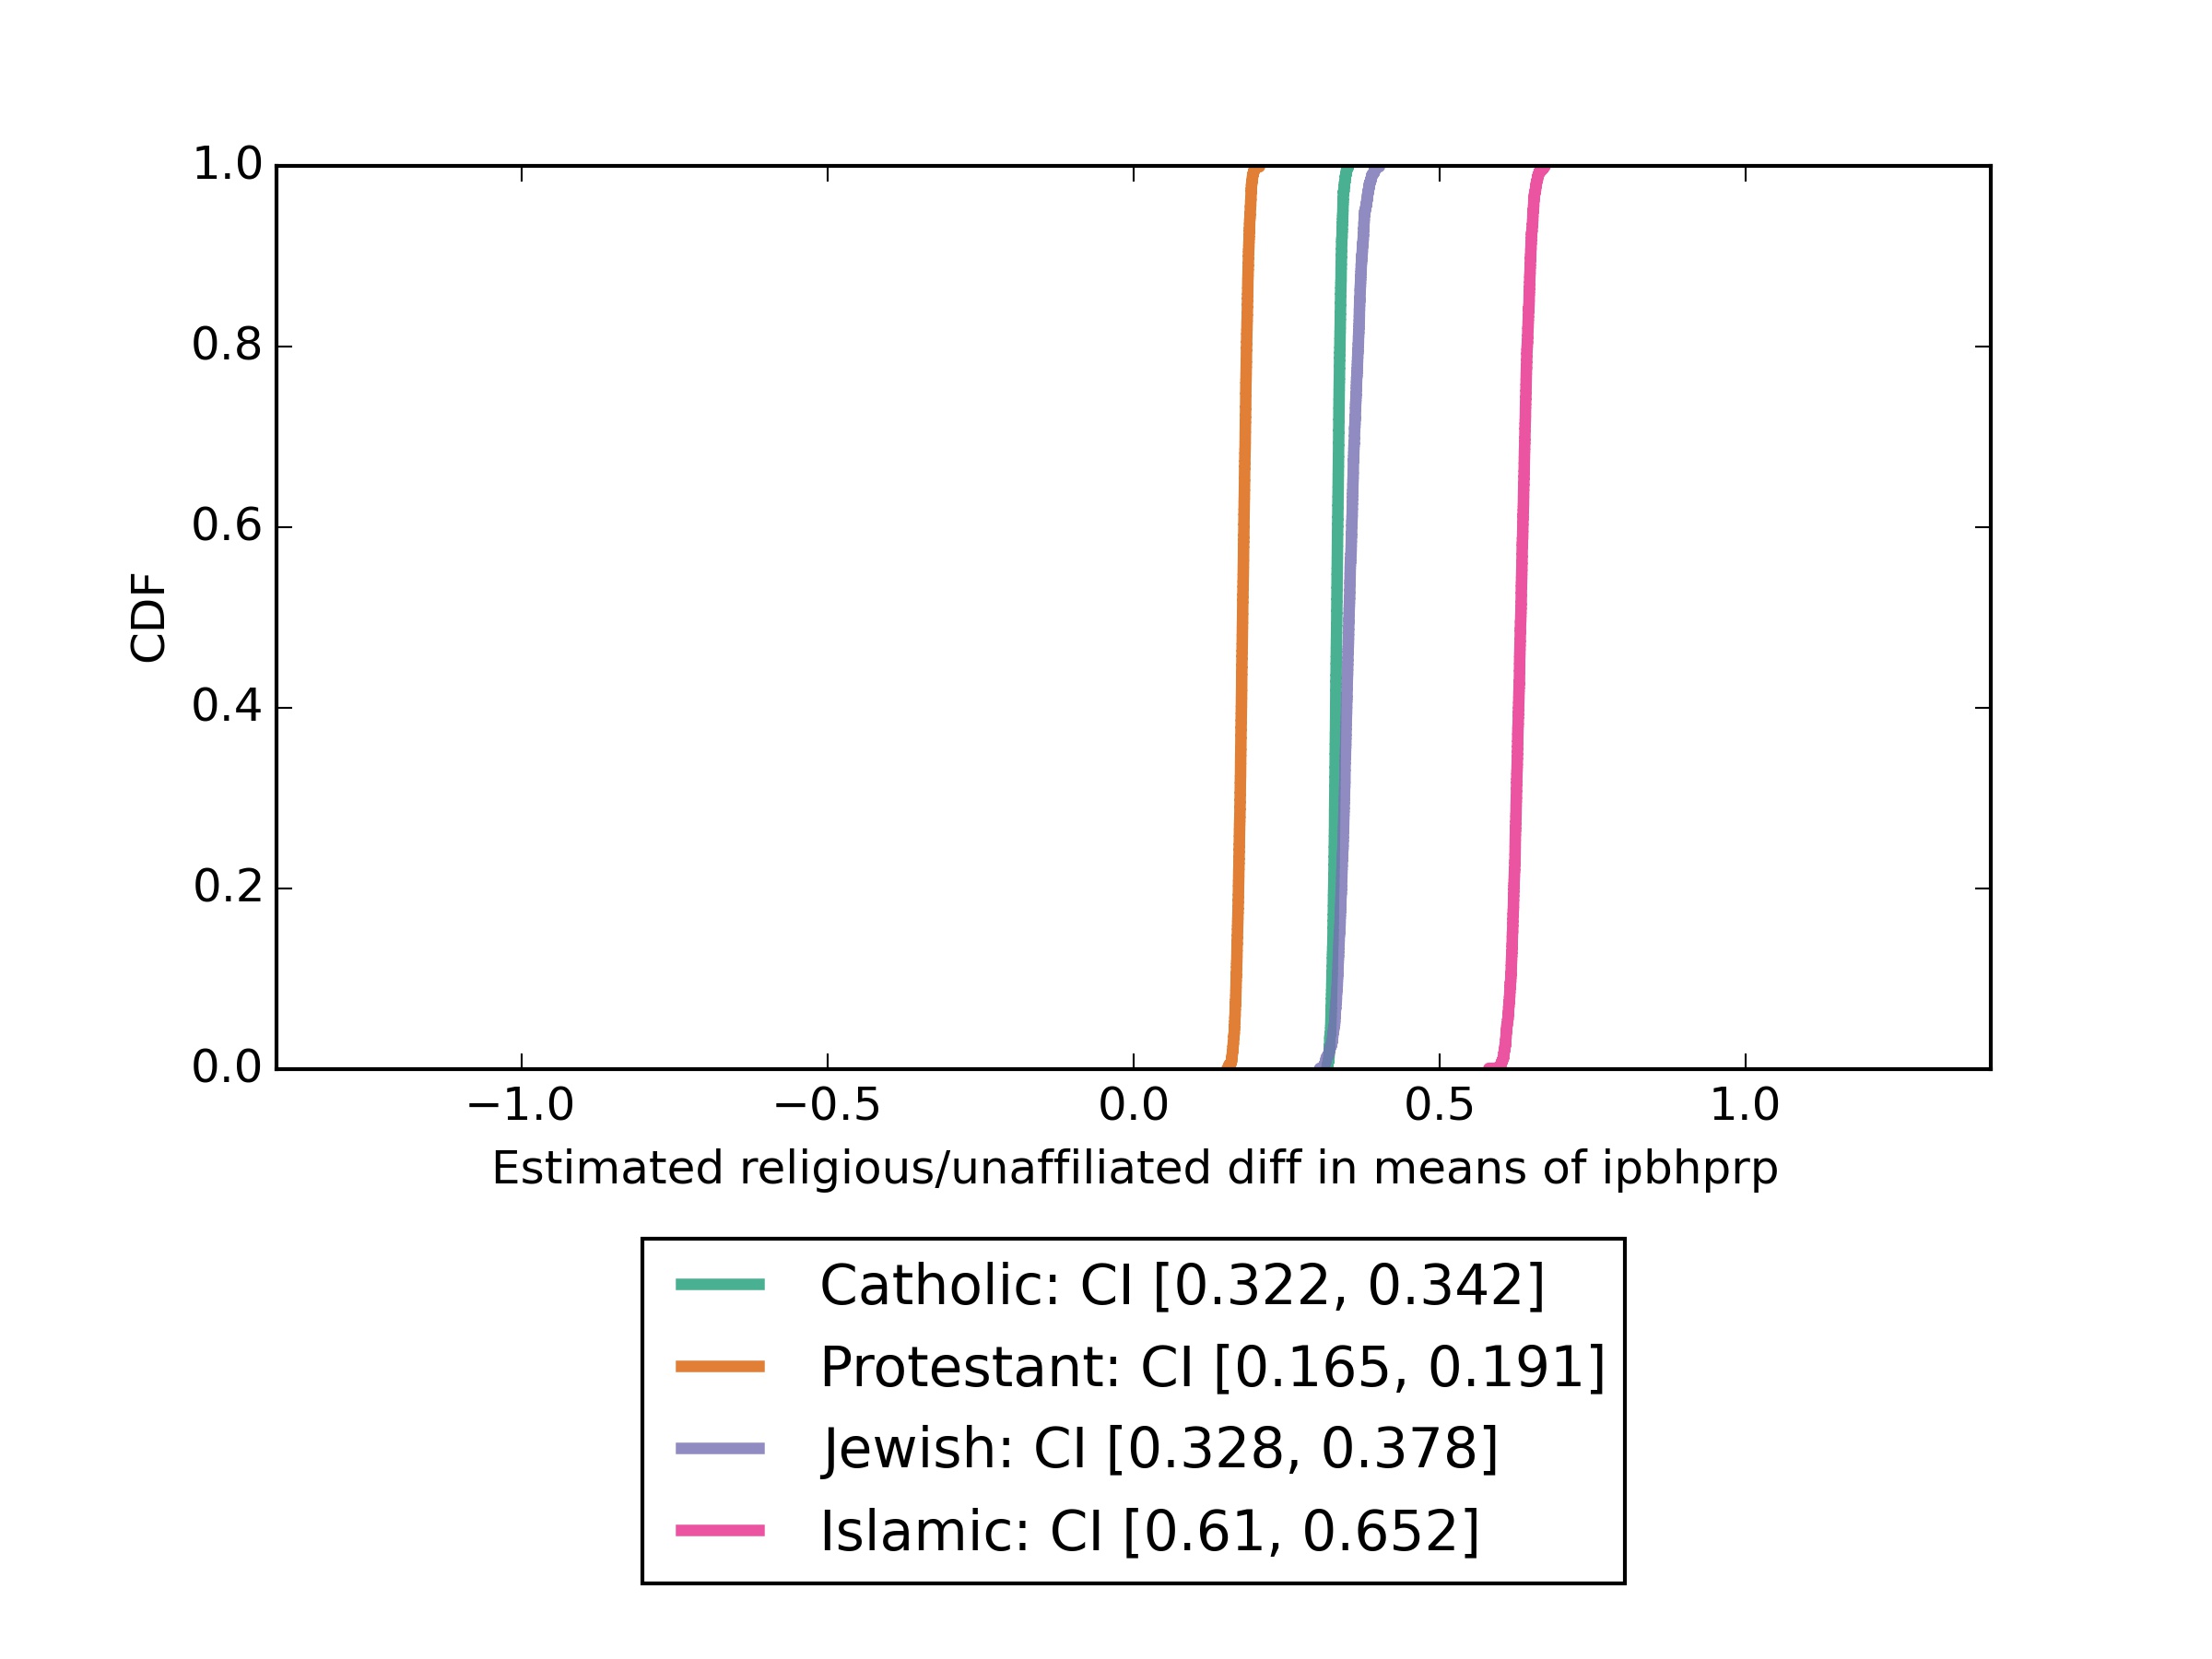 1.0
0.8
0.6
0.4
0.2
0.0
CDF
−1.0 −0.5 0.0 0.5 1.0
Estimated religious/unaffiliated diff in means of ipbhprp
Catholic: CI [0.322, 0.342]
Protestant: CI [0.165, 0.191]
Jewish: CI [0.328, 0.378]
Islamic: CI [0.61, 0.652]